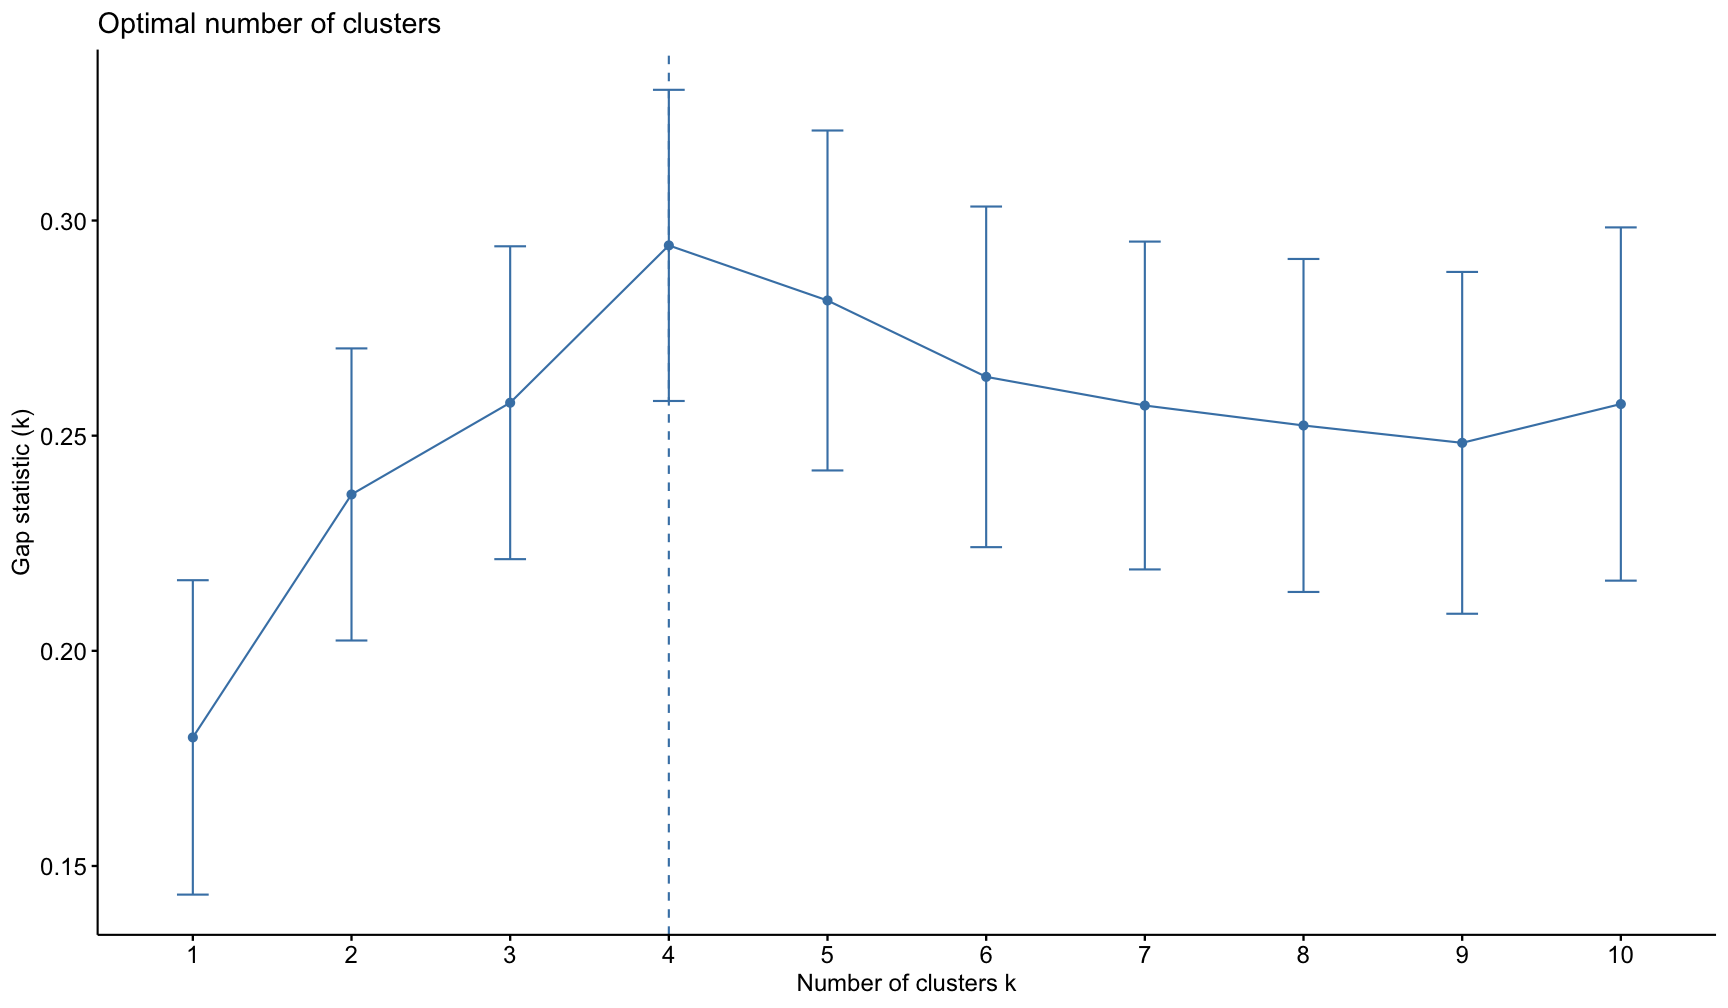 Optimal number of clusters
Gap statistic (k)
0.30
0.25
0.20
0.15
1 2 3 4 5 6 7 8 9 10
Number of clusters k